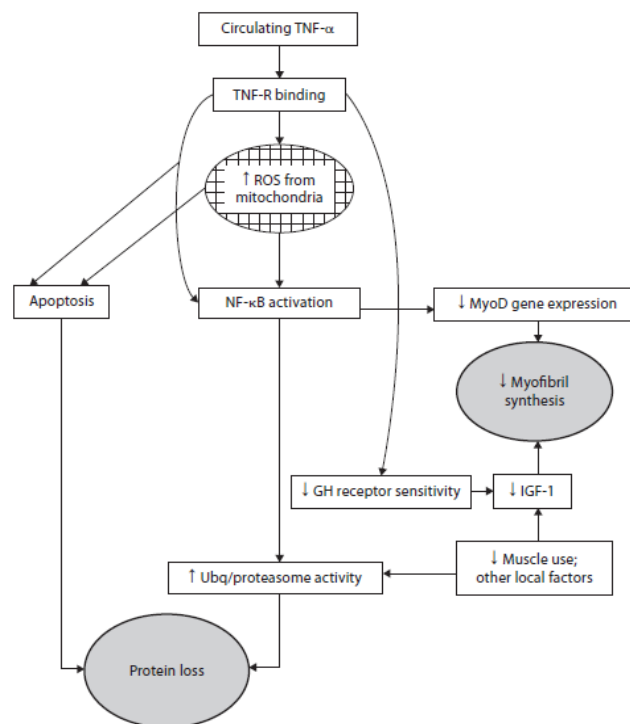 Circulating TNF-α
TNF-R binding
↑ ROS from
mitochondria
Apoptosis
NF-κB activation
↓ MyoD gene expression
↓ Myofibril
synthesis
↓ GH receptor sensitivity
↓ IGF-1
↑ Ubq/proteasome activity
↓ Muscle use;
other local factors
Protein loss